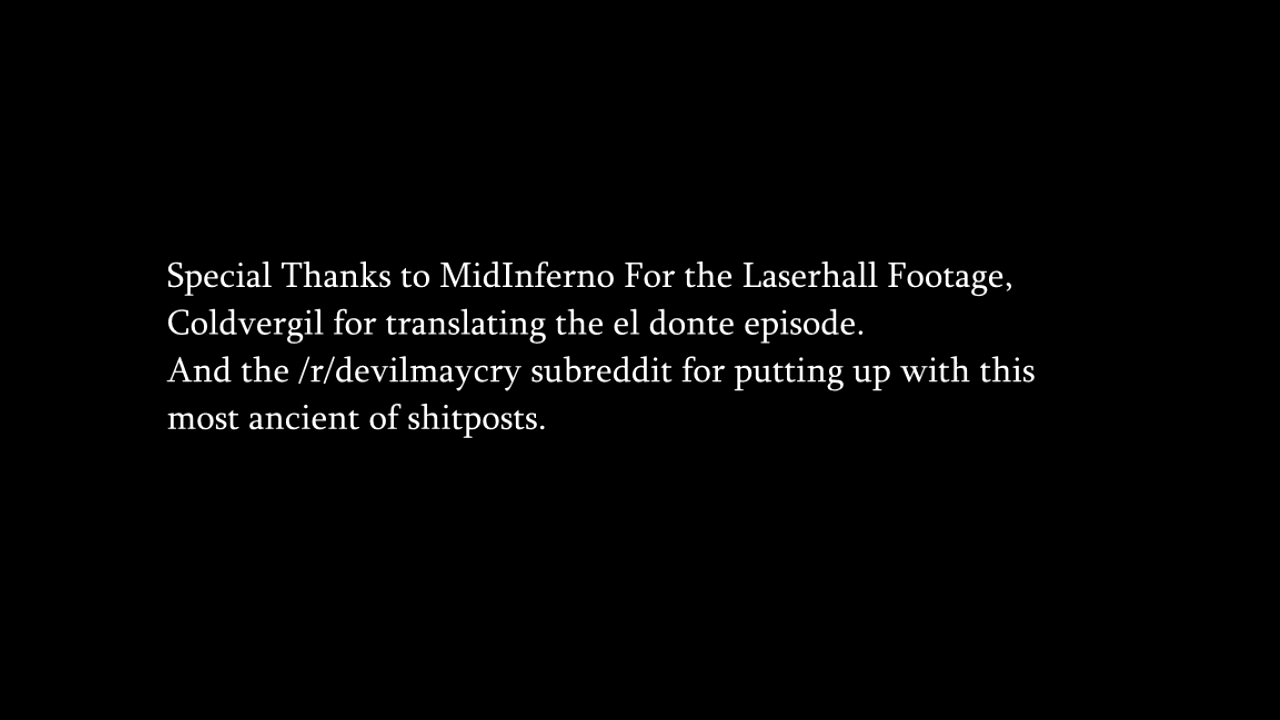 Special Thanks to MidInferno For the Laserhall Footage,
Coldvergil for translating the el donte episode.
And the /r/devilmaycry subreddit for putting up with this
most ancient of shitposts.